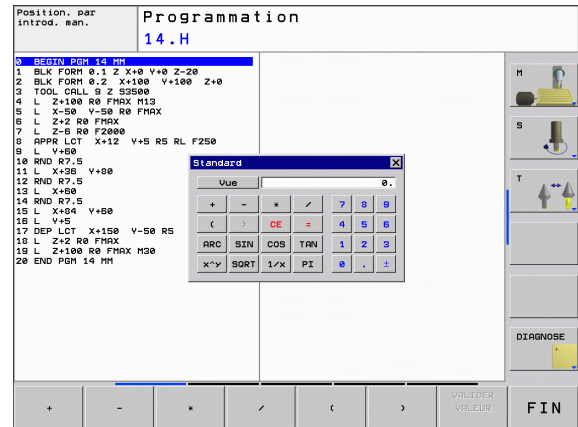 Position. par
introd. man.
Programmation
14.H
0 BEGIN PGM 14 MM
1 BLK FORM 0.1 Z X+0 Y+0 Z-20
2 BLK FORM 0.2 X+100 Y+100 Z+0
3 TOOL CALL 9 Z S3500
4 L Z+100 R0 FMAX M13
5 L X-50 Y-50 R0 FMAX
6 L Z+2 R0 FMAX
7 L Z-6 R0 F2000
8 APPR LCT X+12 Y+5 R5 RL F250
9 L Y+60
10 RND R7.5
11 L X+36 Y+80
12 RND R7.5
13 L X+60
14 RND R7.5
15 L X+84 Y+60
16 L Y+5
17 DEP LCT X+150 Y-50 R5
18 L Z+2 R0 FMAX
19 L Z+100 R0 FMAX M30
20 END PGM 14 MM
Standard
Vue 0.
+ - * / 7 8 9
( ) CE = 4 5 6
ARC SIN COS TAN 1 2 3
x^y SQRT 1/x PI 0 . ±
M
S
T
DIAGNOSE
+ - * / ( ) VALIDER VALEUR FIN